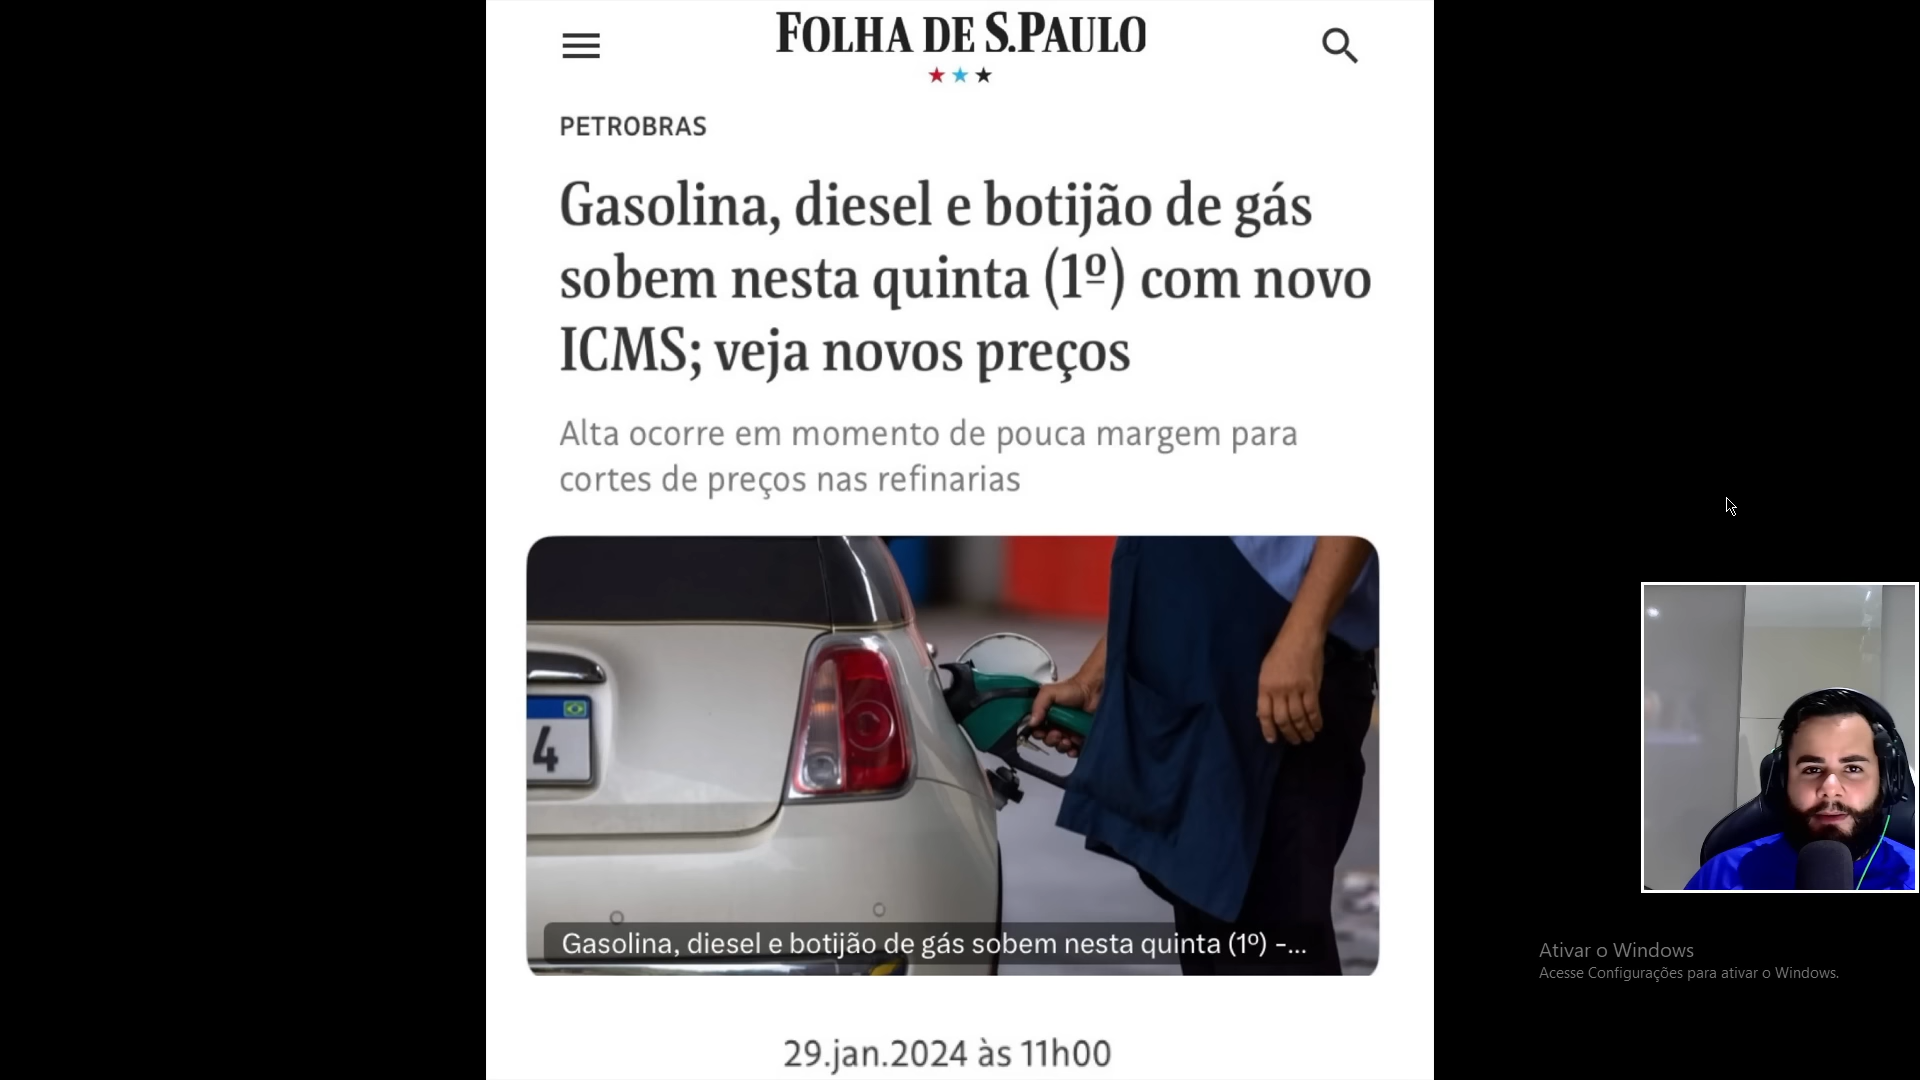 FOLHA DE S.PAULO
PETROBRAS
Gasolina, diesel e botijão de gás
sobem nesta quinta (1º) com novo
ICMS; veja novos preços
Alta ocorre em momento de pouca margem para
cortes de preços nas refinarias
4
Gasolina, diesel e botijão de gás sobem nesta quinta (1º) -...
29.jan.2024 às 11h00
Ativar o Windows
Acesse Configurações para ativar o Windows.